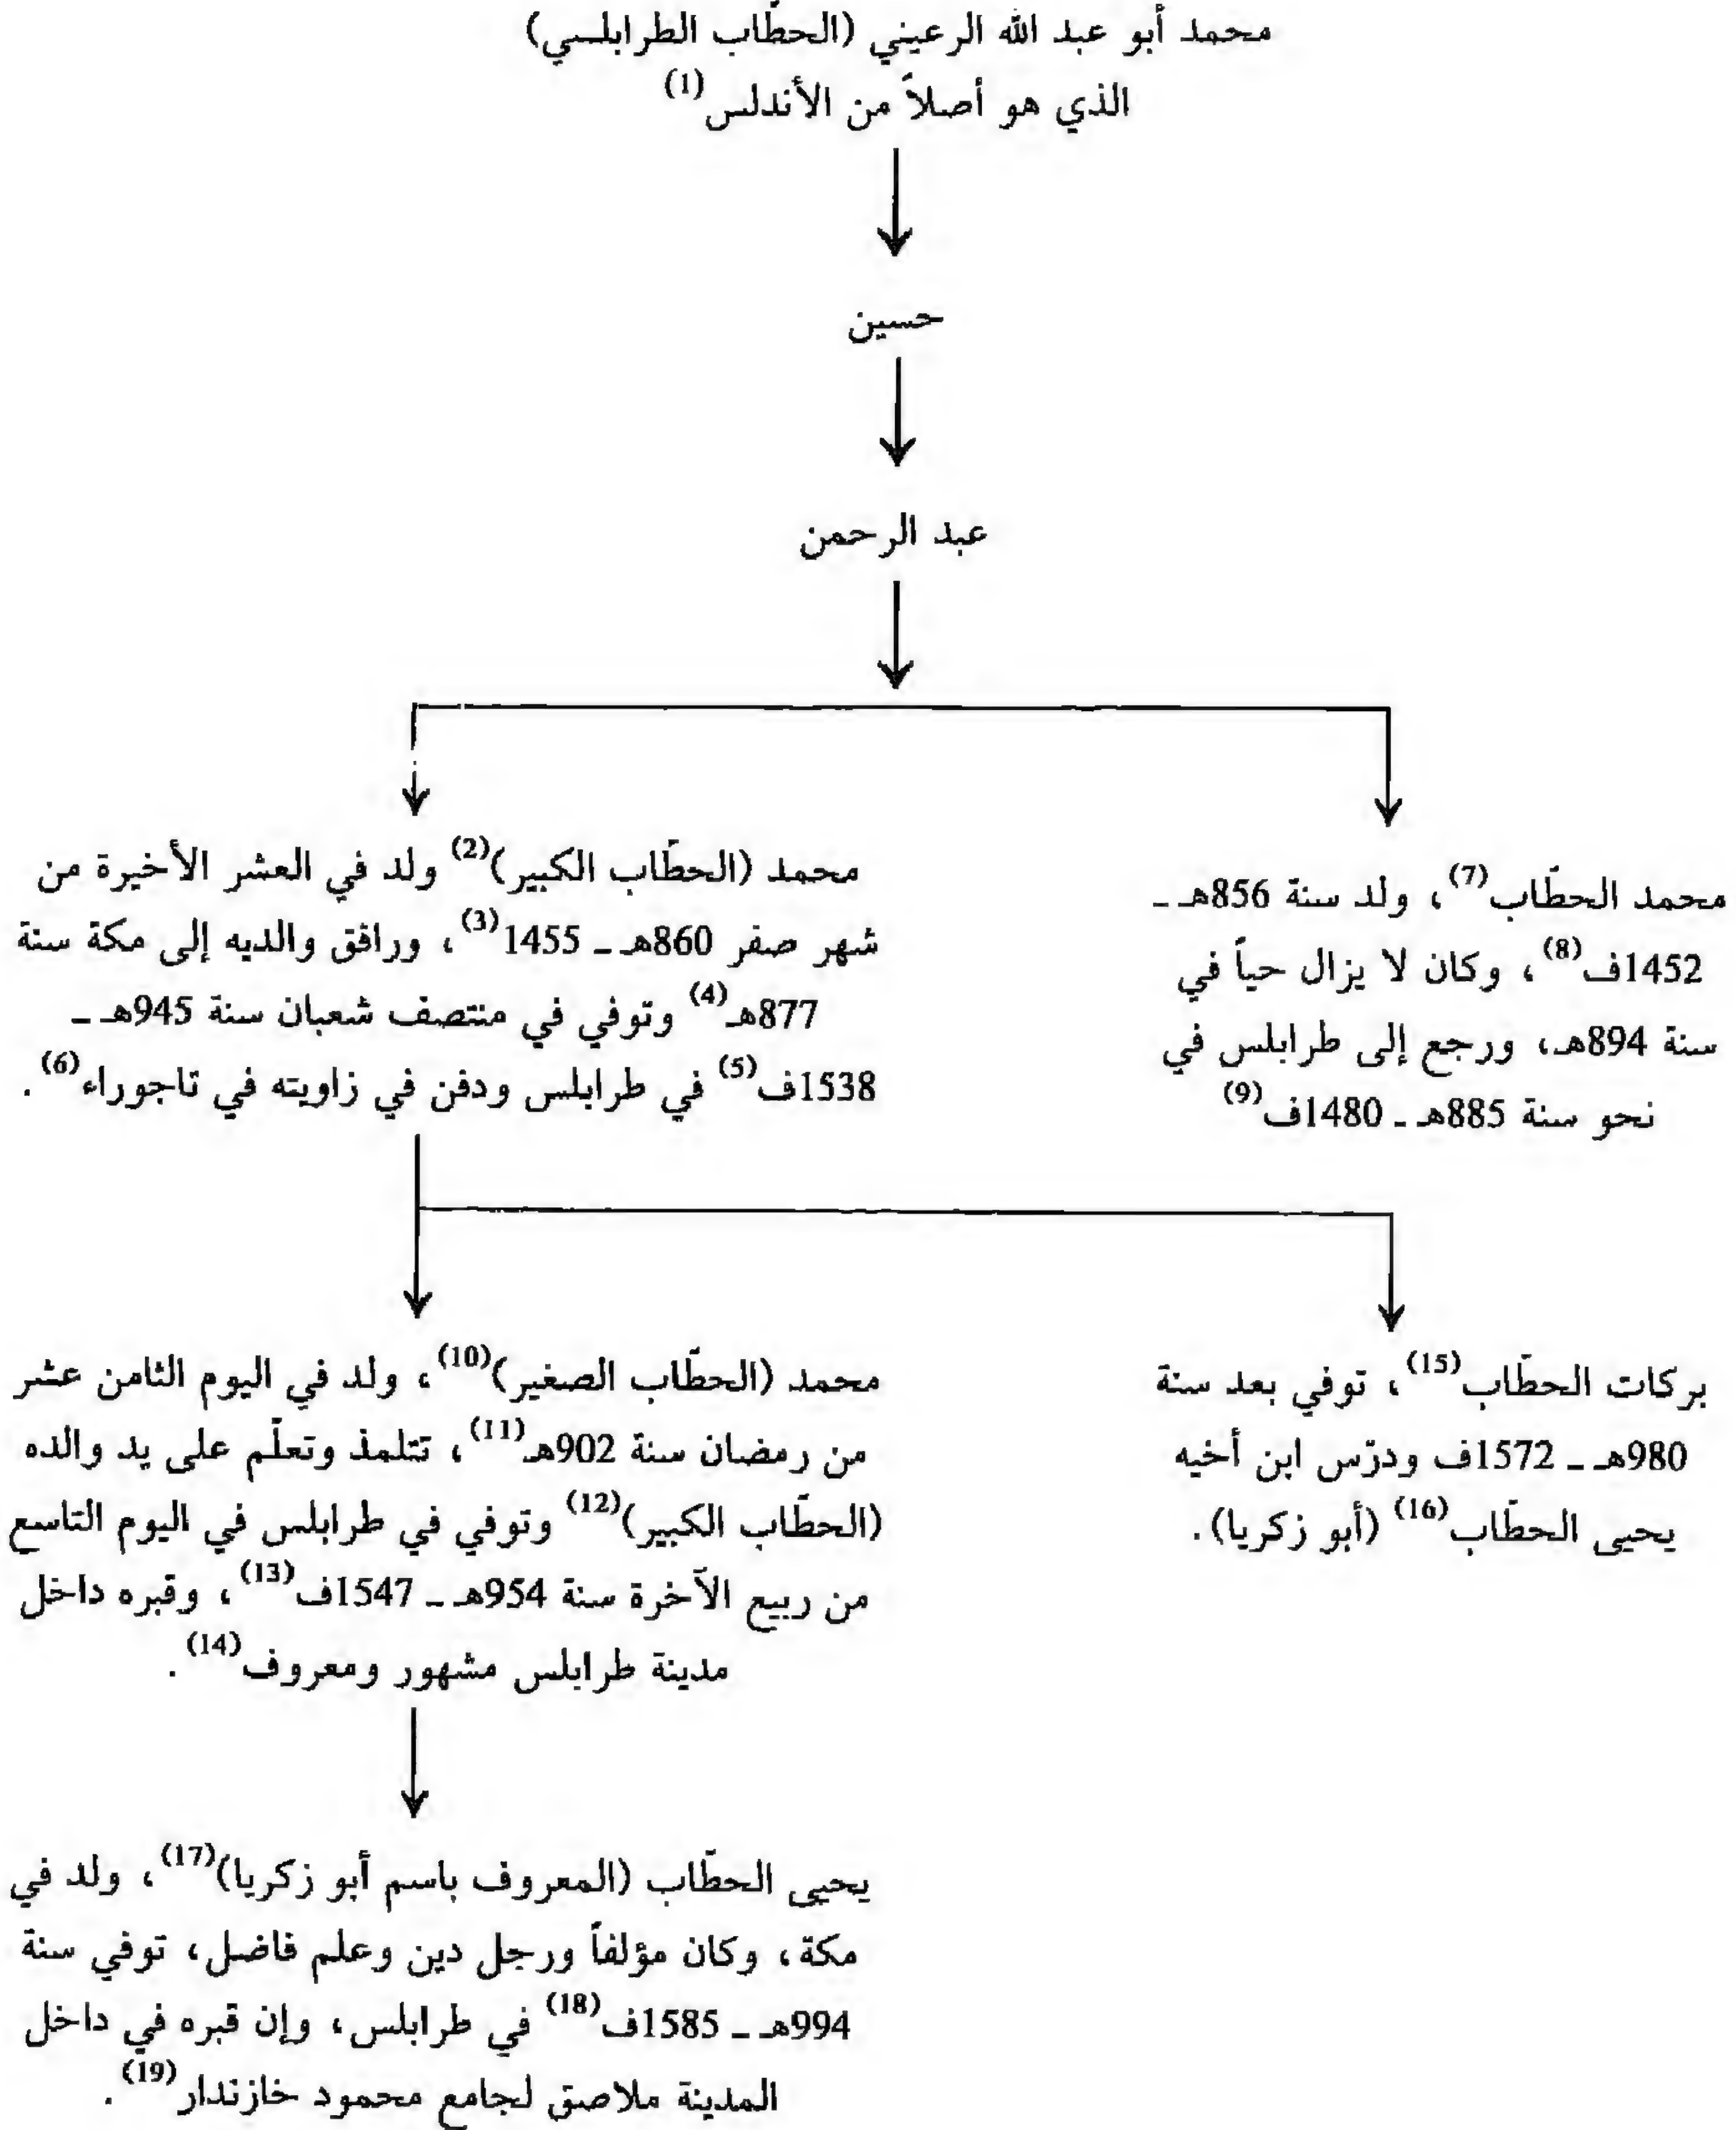 محمد أبو عبد الله الرعيني (الحطّاب الطرابلسي)
الذي هو أصلاً من الأندلس(1)
حسين
عبد الرحمن
محمد الحطّاب(7)، ولد سنة 856هـ ـ
1452ف(8)، وكان لا يزال حياً في
سنة 894هـ، ورجع إلى طرابلس في
نحو سنة 885هـ ـ 1480ف(9)
محمد (الحطّاب الكبير)(2) ولد في العشر الأخيرة من
شهر صفر 860هـ ـ 1455(3)، ورافق والديه إلى مكة سنة
877هـ(4) وتوفي في منتصف شعبان سنة 945هـ ـ
1538ف(5) في طرابلس ودفن في زاويته في تاجوراء(6).
بركات الحطّاب(15)، توفي بعد سنة
980هـ ـ 1572ف ودرّس ابن أخيه
يحيى الحطّاب(16) (أبو زكريا).
محمد (الحطّاب الصغير)(10)، ولد في اليوم الثامن عشر
من رمضان سنة 902هـ(11)، تتلمذ وتعلّم على يد والده
(الحطّاب الكبير)(12) وتوفي في طرابلس في اليوم التاسع
من ربيع الآخرة سنة 954هـ ـ 1547ف(13)، وقبره داخل
مدينة طرابلس مشهور ومعروف(14).
يحيى الحطّاب (المعروف باسم أبو زكريا)(17)، ولد في
مكة، وكان مؤلفاً ورجل دين وعلم فاضل، توفي سنة
994هـ ـ 1585ف(18) في طرابلس، وإن قبره في داخل
المدينة ملاصق لجامع محمود خازندار(19).